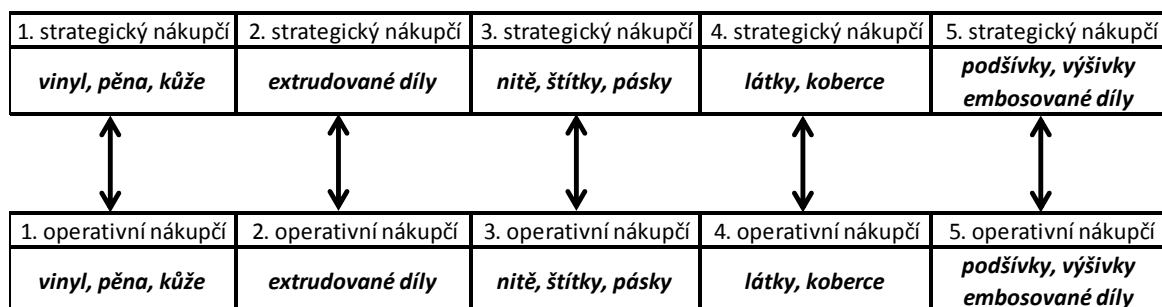 1. strategický nákupčí 2. strategický nákupčí 3. strategický nákupčí 4. strategický nákupčí 5. strategický nákupčí
vinyl, pěna, kůže extrudované díly nitě, štítky, pásky látky, koberce podšívky, výšivky
embosované díly
1. operativní nákupčí 2. operativní nákupčí 3. operativní nákupčí 4. operativní nákupčí 5. operativní nákupčí
vinyl, pěna, kůže extrudované díly nitě, štítky, pásky látky, koberce podšívky, výšivky
embosované díly